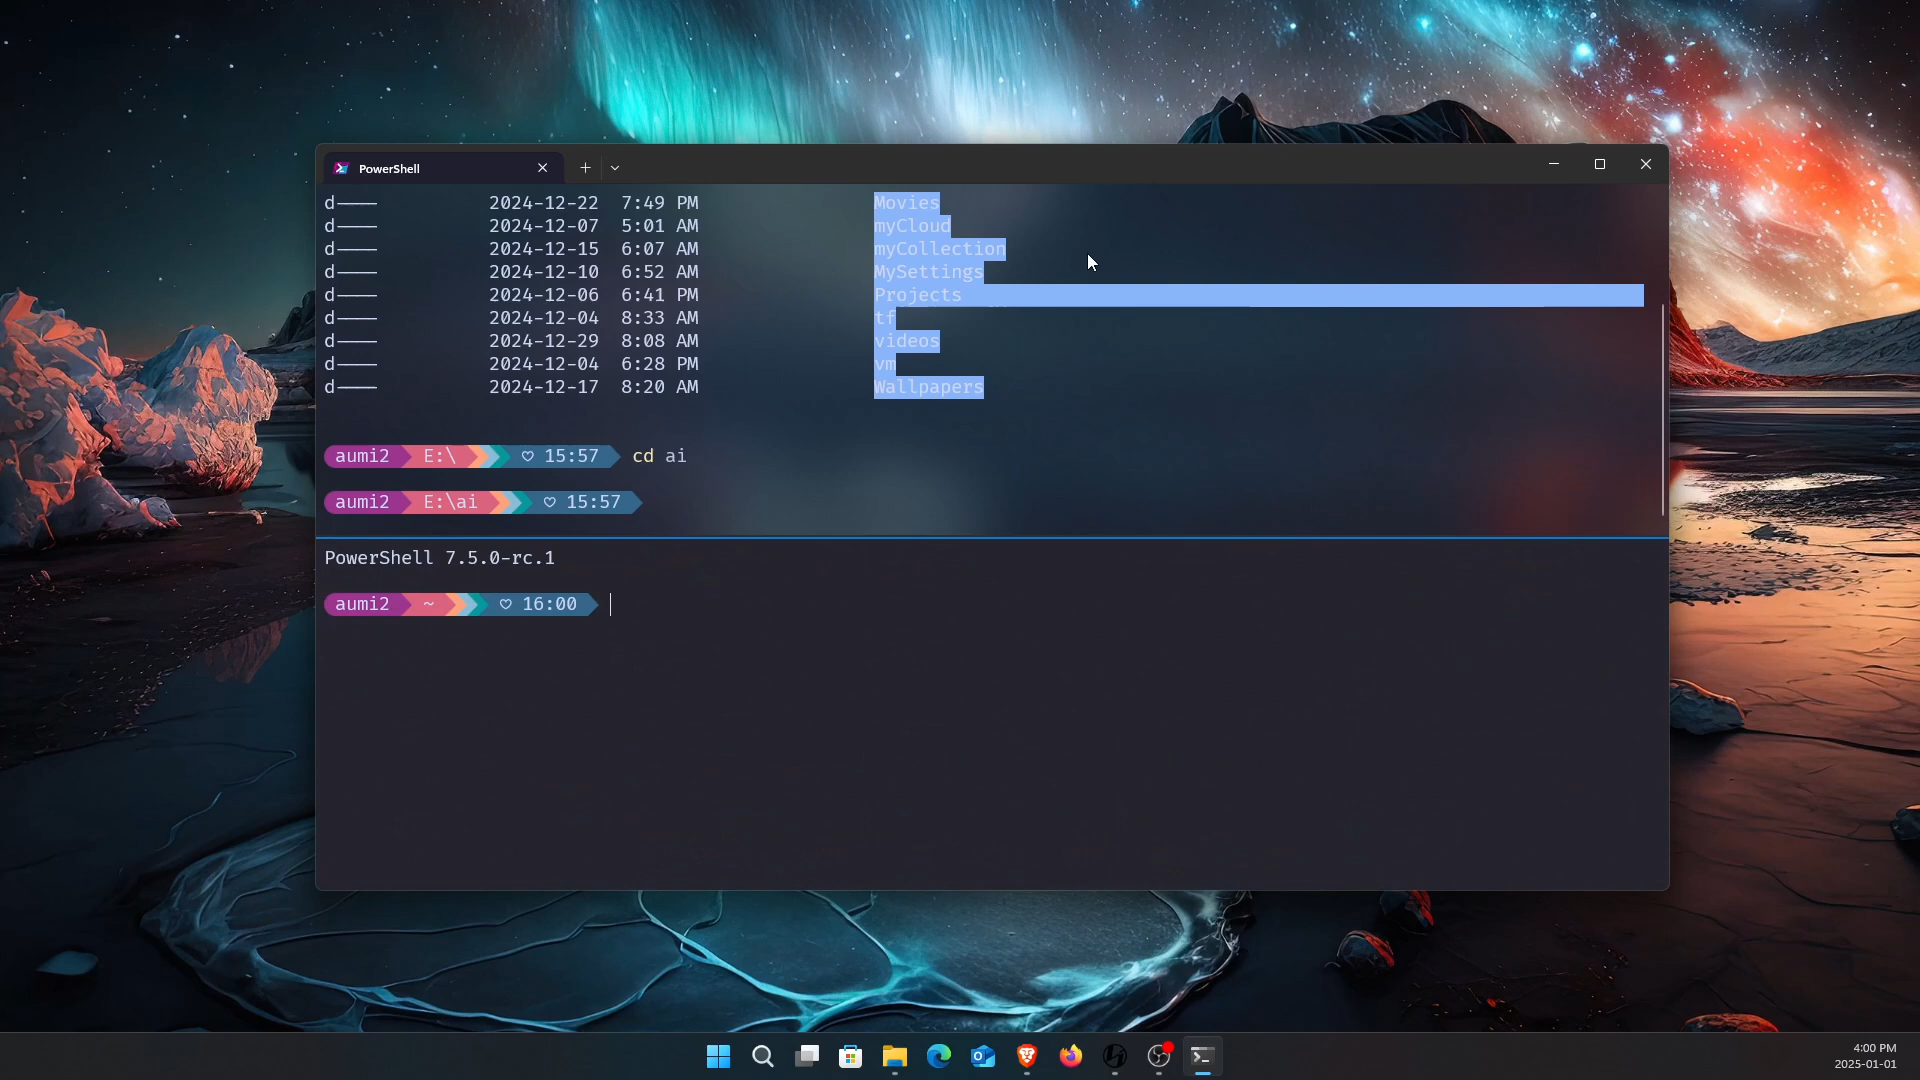 PowerShell
d---- 2024-12-22 7:49 PM Movies
d---- 2024-12-07 5:01 AM myCloud
d---- 2024-12-15 6:07 AM myCollection
d---- 2024-12-10 6:52 AM MySettings
d---- 2024-12-06 6:41 PM Projects
d---- 2024-12-04 8:33 AM tf
d---- 2024-12-29 8:08 AM videos
d---- 2024-12-04 6:28 PM vm
d---- 2024-12-17 8:20 AM Wallpapers
aumi2 E:\ ♡ 15:57 cd ai
aumi2 E:\ai ♡ 15:57
PowerShell 7.5.0-rc.1
aumi2 ~ ♡ 16:00
4:00 PM
2025-01-01